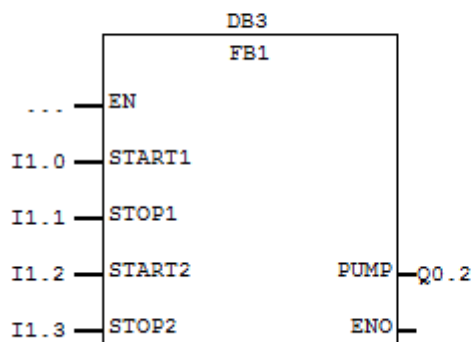 DB3
FB1
... EN
I1.0 START1
I1.1 STOP1
I1.2 START2 PUMP Q0.2
I1.3 STOP2 ENO